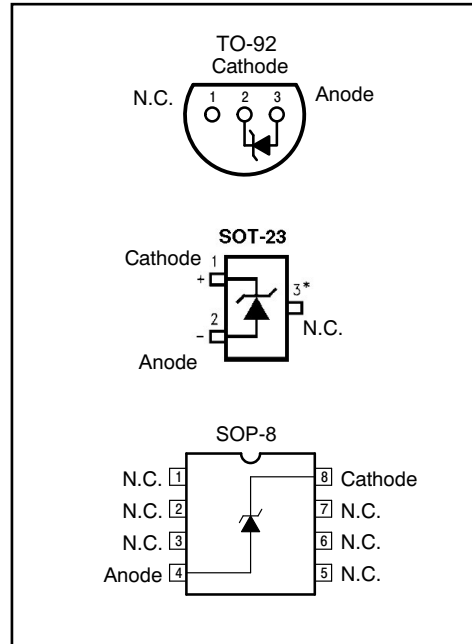 TO-92
Cathode
N.C. 1 2 3 Anode
SOT-23
Cathode 1
+
3*
2
-
N.C.
Anode
SOP-8
N.C. 1 8 Cathode
N.C. 2 7 N.C.
N.C. 3 6 N.C.
Anode 4 5 N.C.